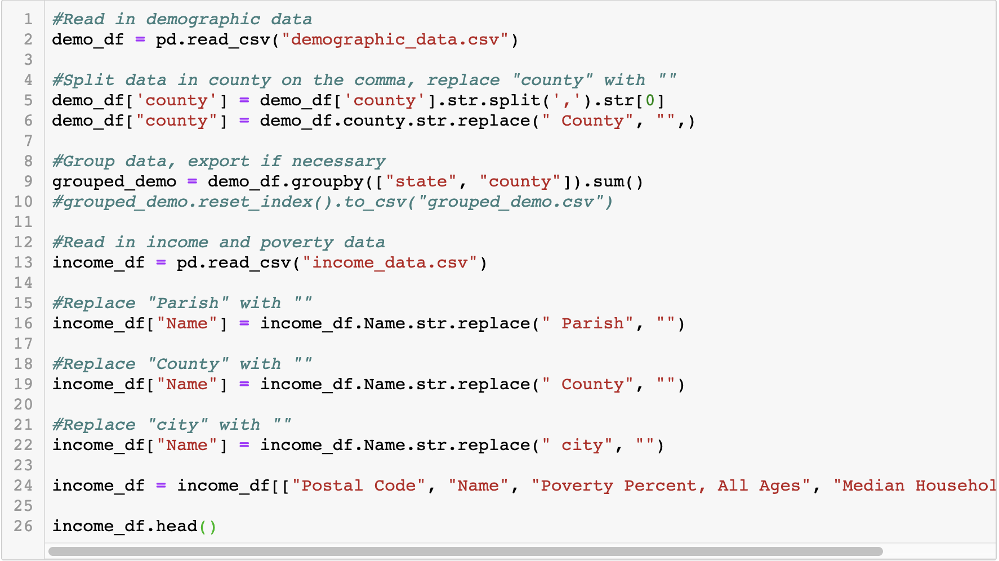 1 #Read in demographic data
2 demo_df = pd.read_csv("demographic_data.csv")
3
4 #Split data in county on the comma, replace "county" with ""
5 demo_df['county'] = demo_df['county'].str.split(',').str[0]
6 demo_df["county"] = demo_df.county.str.replace(" County", "",)
7
8 #Group data, export if necessary
9 grouped_demo = demo_df.groupby(["state", "county"]).sum()
10 #grouped_demo.reset_index().to_csv("grouped_demo.csv")
11
12 #Read in income and poverty data
13 income_df = pd.read_csv("income_data.csv")
14
15 #Replace "Parish" with ""
16 income_df["Name"] = income_df.Name.str.replace(" Parish", "")
17
18 #Replace "County" with ""
19 income_df["Name"] = income_df.Name.str.replace(" County", "")
20
21 #Replace "city" with ""
22 income_df["Name"] = income_df.Name.str.replace(" city", "")
23
24 income_df = income_df[["Postal Code", "Name", "Poverty Percent, All Ages", "Median Househol
25
26 income_df.head()